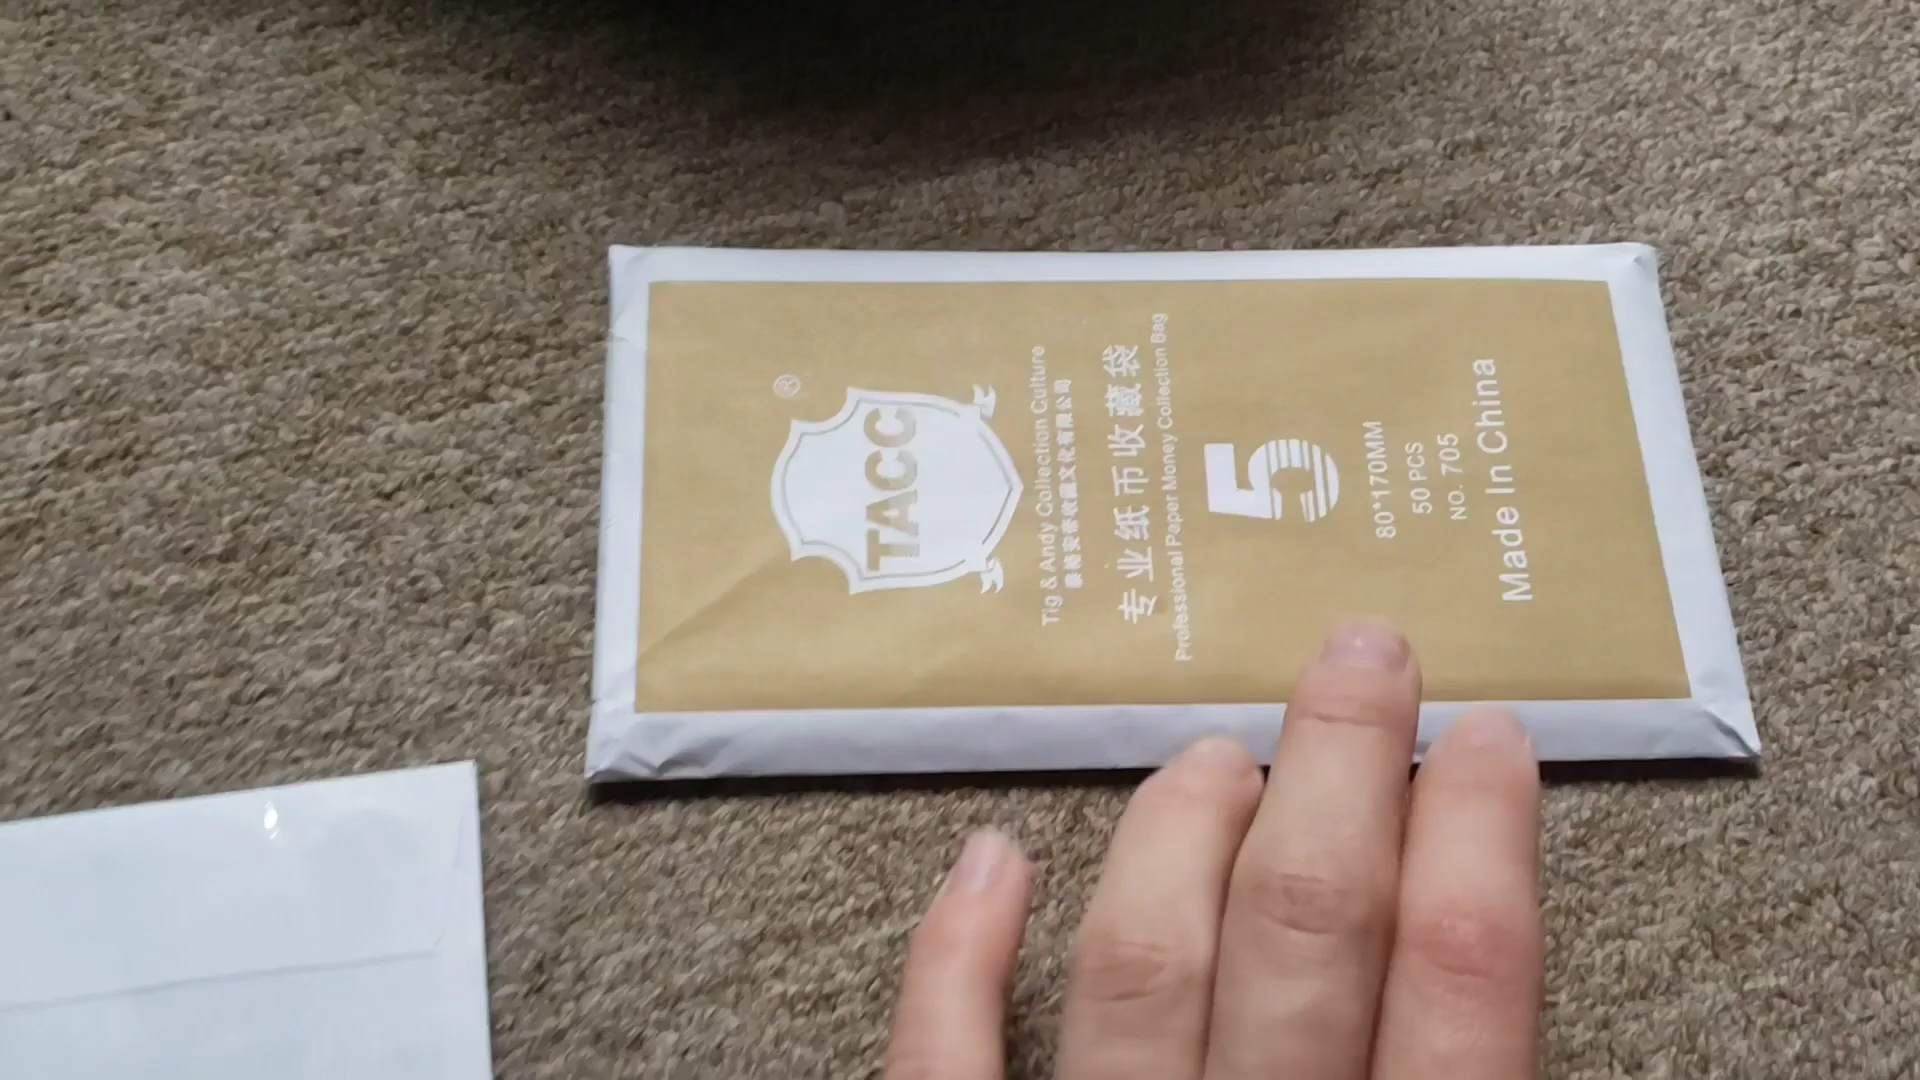 ®
TACC
Tig & Andy Collection Culture
泰格安蒂收藏文化有限公司
专业纸币收藏袋
Professional Paper Money Collection Bag
5
80*170MM
50 PCS
NO. 705
Made In China